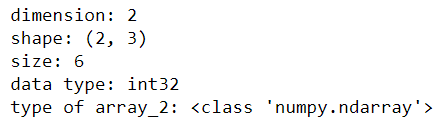 dimension: 2
shape: (2, 3)
size: 6
data type: int32
type of array_2: <class 'numpy.ndarray'>